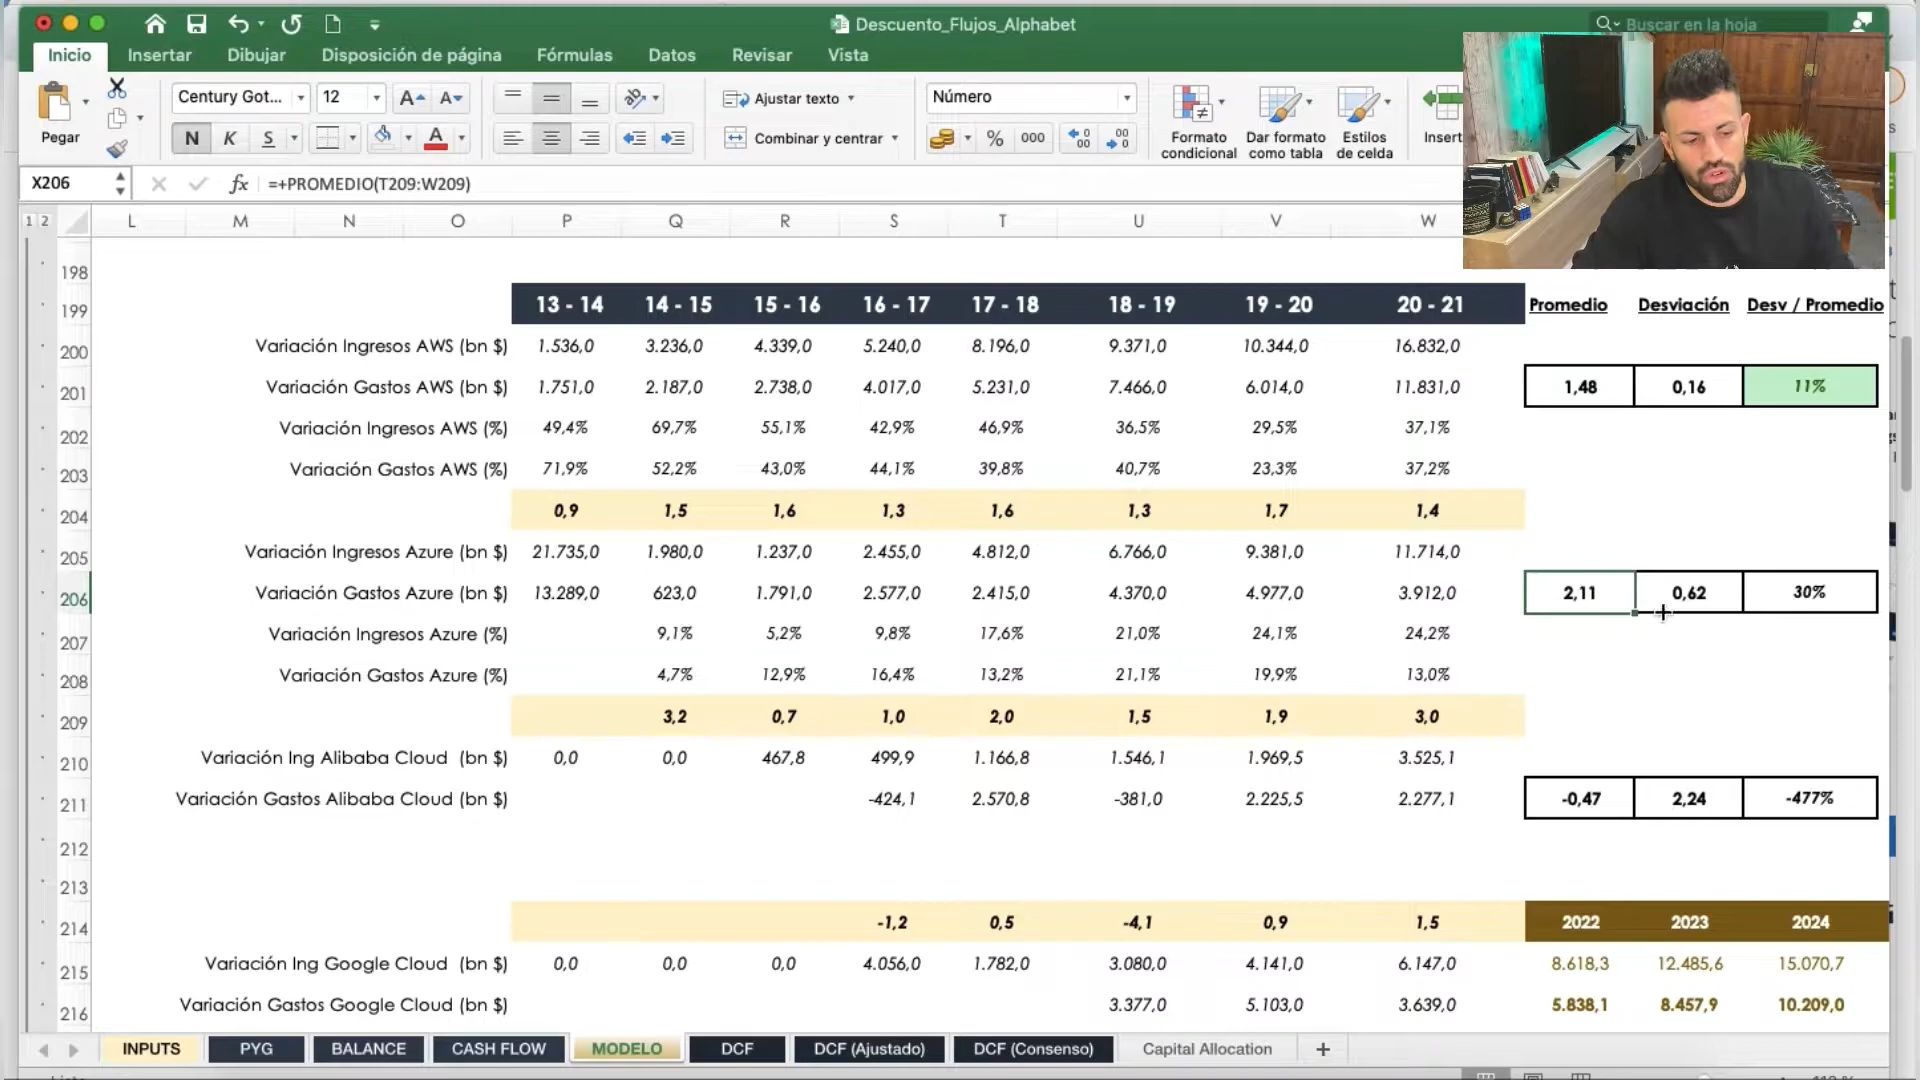 Descuento_Flujos_Alphabet
Buscar en la hoja
Inicio Insertar Dibujar Disposición de página Fórmulas Datos Revisar Vista
Pegar
Century Got... 12
N K S
Ajustar texto
Combinar y centrar
Número
% 000
Formato condicional
Dar formato como tabla
Estilos de celda
Insert
X206 fx =+PROMEDIO(T209:W209)
1 2 L M N O P Q R S T U V W
198
199 13 - 14 14 - 15 15 - 16 16 - 17 17 - 18 18 - 19 19 - 20 20 - 21 Promedio Desviación Desv / Promedio
200 Variación Ingresos AWS (bn $) 1.536,0 3.236,0 4.339,0 5.240,0 8.196,0 9.371,0 10.344,0 16.832,0
201 Variación Gastos AWS (bn $) 1.751,0 2.187,0 2.738,0 4.017,0 5.231,0 7.466,0 6.014,0 11.831,0 1,48 0,16 11%
202 Variación Ingresos AWS (%) 49,4% 69,7% 55,1% 42,9% 46,9% 36,5% 29,5% 37,1%
203 Variación Gastos AWS (%) 71,9% 52,2% 43,0% 44,1% 39,8% 40,7% 23,3% 37,2%
204 0,9 1,5 1,6 1,3 1,6 1,3 1,7 1,4
205 Variación Ingresos Azure (bn $) 21.735,0 1.980,0 1.237,0 2.455,0 4.812,0 6.766,0 9.381,0 11.714,0
206 Variación Gastos Azure (bn $) 13.289,0 623,0 1.791,0 2.577,0 2.415,0 4.370,0 4.977,0 3.912,0 2,11 0,62 30%
207 Variación Ingresos Azure (%) 9,1% 5,2% 9,8% 17,6% 21,0% 24,1% 24,2%
208 Variación Gastos Azure (%) 4,7% 12,9% 16,4% 13,2% 21,1% 19,9% 13,0%
209 3,2 0,7 1,0 2,0 1,5 1,9 3,0
210 Variación Ing Alibaba Cloud (bn $) 0,0 0,0 467,8 499,9 1.166,8 1.546,1 1.969,5 3.525,1
211 Variación Gastos Alibaba Cloud (bn $) -424,1 2.570,8 -381,0 2.225,5 2.277,1 -0,47 2,24 -477%
212
213
214 -1,2 0,5 -4,1 0,9 1,5 2022 2023 2024
215 Variación Ing Google Cloud (bn $) 0,0 0,0 0,0 4.056,0 1.782,0 3.080,0 4.141,0 6.147,0 8.618,3 12.485,6 15.070,7
216 Variación Gastos Google Cloud (bn $) 3.377,0 5.103,0 3.639,0 5.838,1 8.457,9 10.209,0
INPUTS PYG BALANCE CASH FLOW MODELO DCF DCF (Ajustado) DCF (Consenso) Capital Allocation +